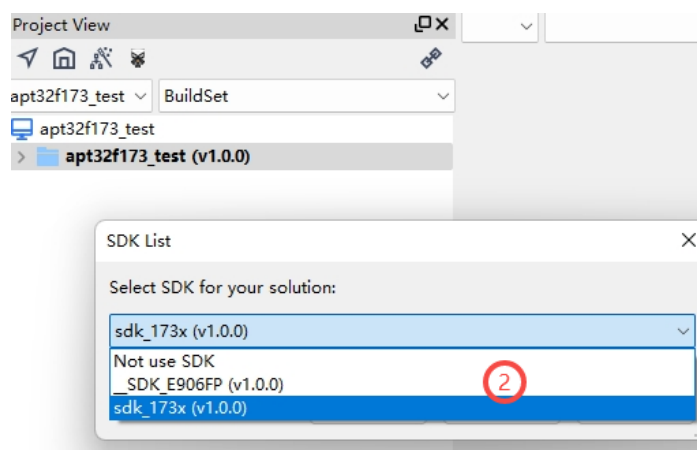 Project View
apt32f173_test
BuildSet
apt32f173_test
apt32f173_test (v1.0.0)
SDK List
Select SDK for your solution:
sdk_173x (v1.0.0)
Not use SDK
__SDK_E906FP (v1.0.0)
2
sdk_173x (v1.0.0)